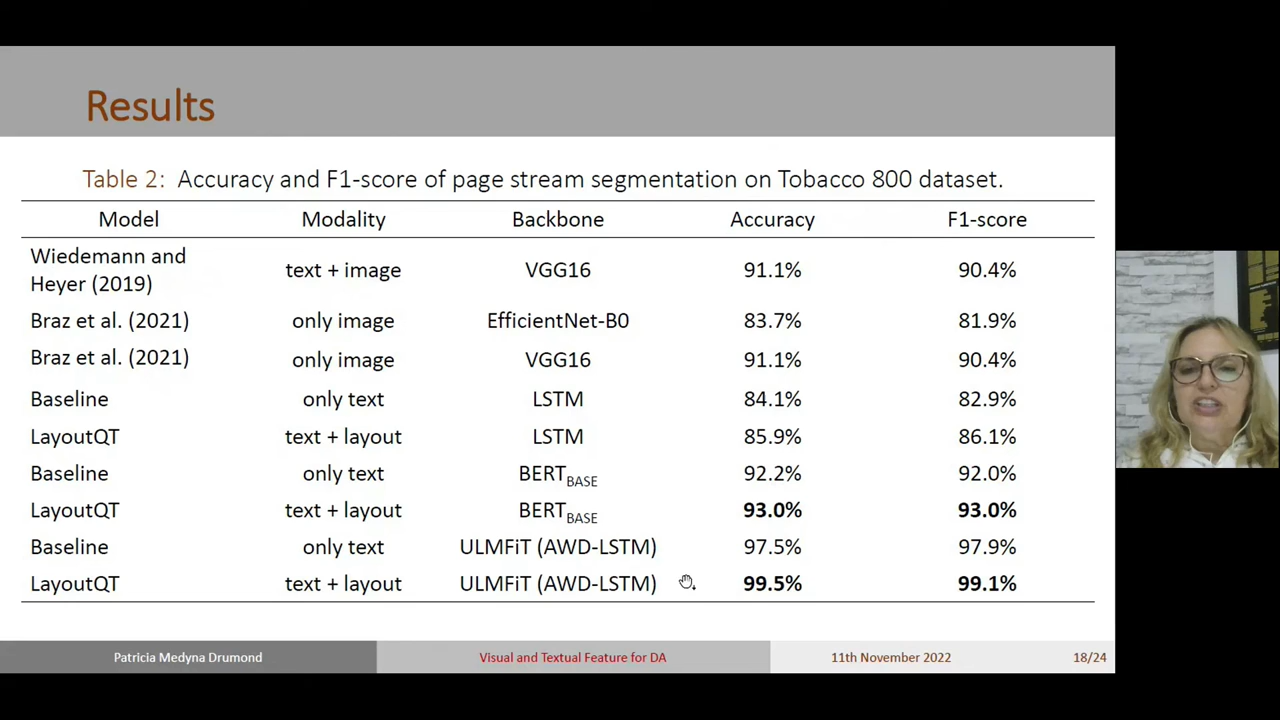 Results
Table 2: Accuracy and F1-score of page stream segmentation on Tobacco 800 dataset.
Model Modality Backbone Accuracy F1-score
Wiedemann and
Heyer (2019) text + image VGG16 91.1% 90.4%
Braz et al. (2021) only image EfficientNet-B0 83.7% 81.9%
Braz et al. (2021) only image VGG16 91.1% 90.4%
Baseline only text LSTM 84.1% 82.9%
LayoutQT text + layout LSTM 85.9% 86.1%
Baseline only text BERT_BASE 92.2% 92.0%
LayoutQT text + layout BERT_BASE 93.0% 93.0%
Baseline only text ULMFiT (AWD-LSTM) 97.5% 97.9%
LayoutQT text + layout ULMFiT (AWD-LSTM) 99.5% 99.1%
Patricia Medyna Drumond Visual and Textual Feature for DA 11th November 2022 18/24